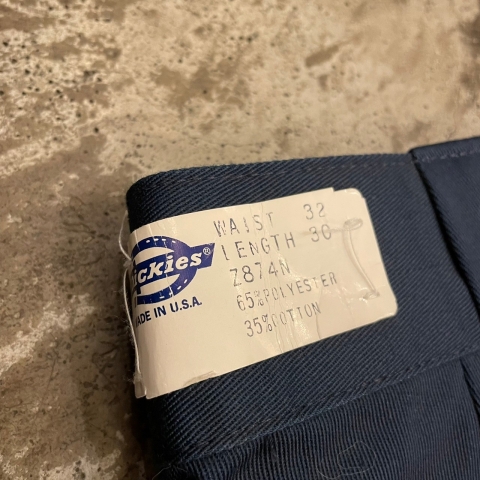 Dickies®
MADE IN U.S.A.
WAIST 32
LENGTH 30
Z874N
65%POLYESTER
35%COTTON